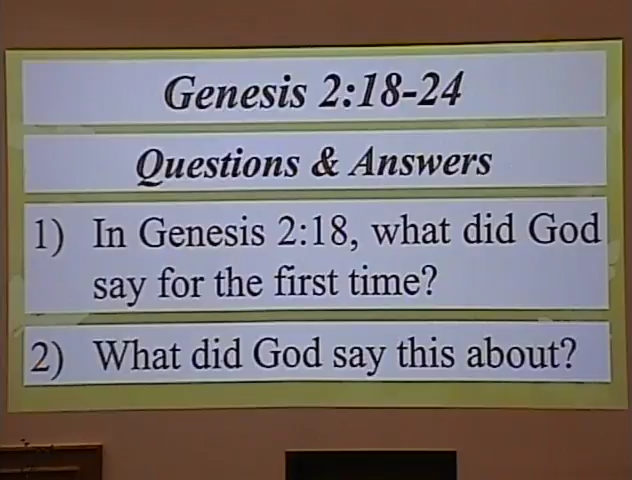 Genesis 2:18-24
Questions & Answers
1) In Genesis 2:18, what did God
say for the first time?
2) What did God say this about?